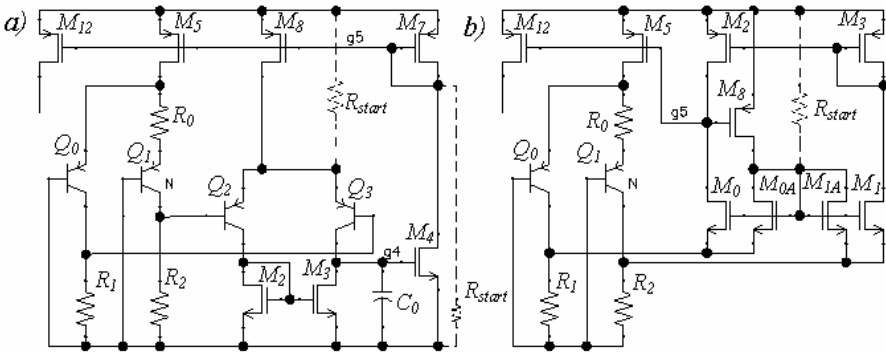 a)
M12
M5
M8
g5
M7
Rstart
R0
Q0
Q1
N
Q2
Q3
M4
g4
R1
R2
M2
M3
C0
Rstart
b)
M12
M5
M2
M3
M8
g5
Rstart
R0
Q0
Q1
N
M0
M0A
M1A
M1
R1
R2